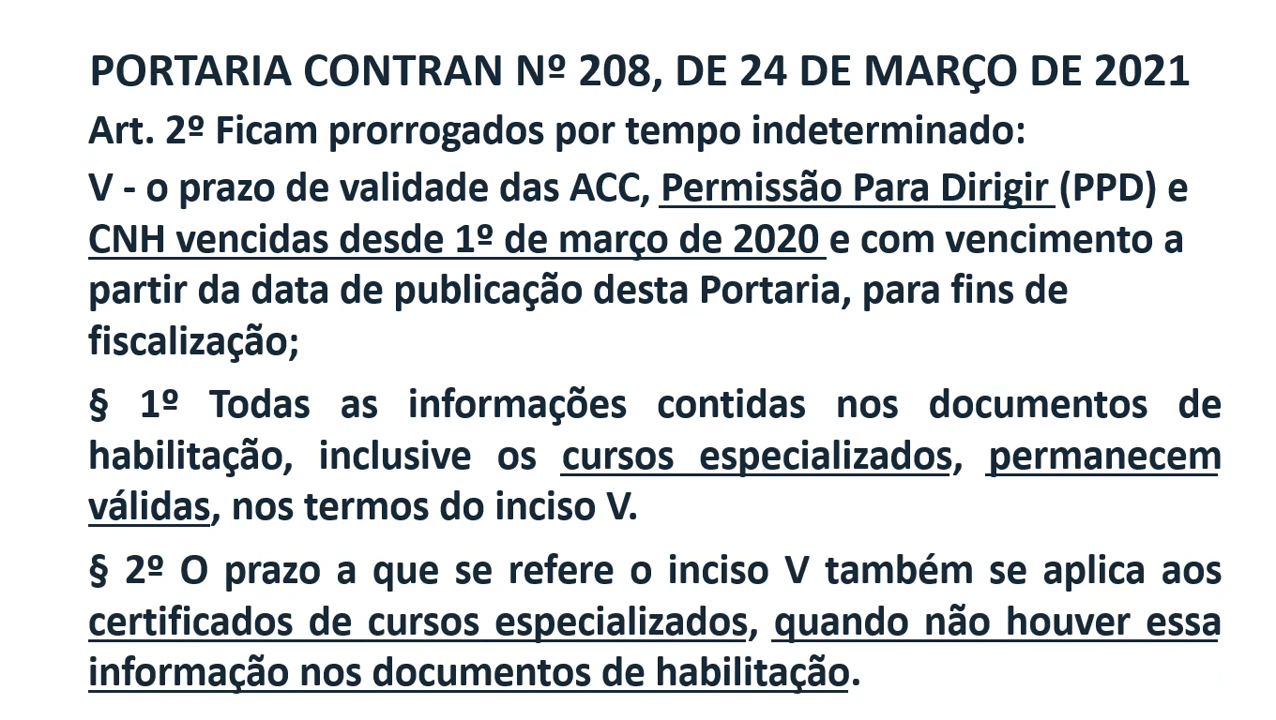 PORTARIA CONTRAN Nº 208, DE 24 DE MARÇO DE 2021
Art. 2º Ficam prorrogados por tempo indeterminado:
V - o prazo de validade das ACC, Permissão Para Dirigir (PPD) e
CNH vencidas desde 1º de março de 2020 e com vencimento a
partir da data de publicação desta Portaria, para fins de
fiscalização;
§ 1º Todas as informações contidas nos documentos de
habilitação, inclusive os cursos especializados, permanecem
válidas, nos termos do inciso V.
§ 2º O prazo a que se refere o inciso V também se aplica aos
certificados de cursos especializados, quando não houver essa
informação nos documentos de habilitação.